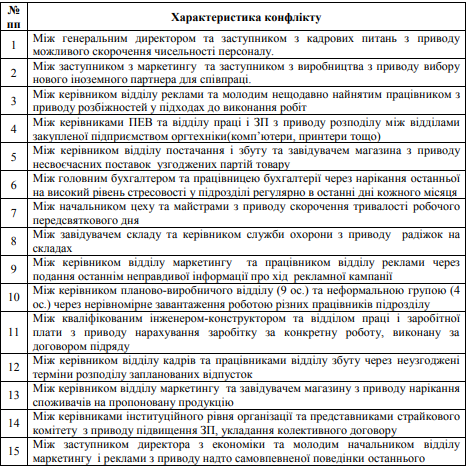 №
пп
Характеристика конфлікту
1
Між генеральним директором та заступником з кадрових питань з приводу
можливого скорочення чисельності персоналу.
2
Між заступником з маркетингу та заступником з виробництва з приводу вибору
нового іноземного партнера для співпраці.
3
Між керівником відділу реклами та молодим нещодавно найнятим працівником з
приводу розбіжностей у підходах до виконання робіт
4
Між керівниками ПЕВ та відділу праці і ЗП з приводу розподілу між відділами
закупленої підприємством оргтехніки(комп’ютери, принтери тощо)
5
Між керівником відділу постачання і збуту та завідувачем магазина з приводу
несвоєчасних поставок узгоджених партій товару
6
Між головним бухгалтером та працівницею бухгалтерії через нарікання останньої
на високий рівень стресовості у підрозділі регулярно в останні дні кожного місяця
7
Між начальником цеху та майстрами з приводу скорочення тривалості робочого
передсвяткового дня
8
Між завідувачем складу та керівником служби охорони з приводу радіжок на
складах
9
Між керівником відділу маркетингу та працівником відділу реклами через
подання останнім неправдивої інформації про хід рекламної кампанії
10
Між керівником планово-виробничого відділу (9 ос.) та неформальною групою (4
ос.) через нерівномірне завантаження роботою різних працівників підрозділу
11
Між кваліфікованим інженером-конструктором та відділом праці і заробітної
плати з приводу нарахування заробітку за конкретну роботу, виконану за
договором підряду
12
Між керівником відділу кадрів та працівниками відділу збуту через неузгоджені
терміни розподілу запланованих відпусток
13
Між керівником відділу маркетингу та завідувачем магазину з приводу нарікання
споживачів на пропоновану продукцію
14
Між керівниками інституційного рівня організації та представниками страйкового
комітету з приводу підвищення ЗП, укладання колективного договору
15
Між заступником директора з економіки та молодим начальником відділу
маркетингу і реклами з приводу надто самовпевненої поведінки останнього